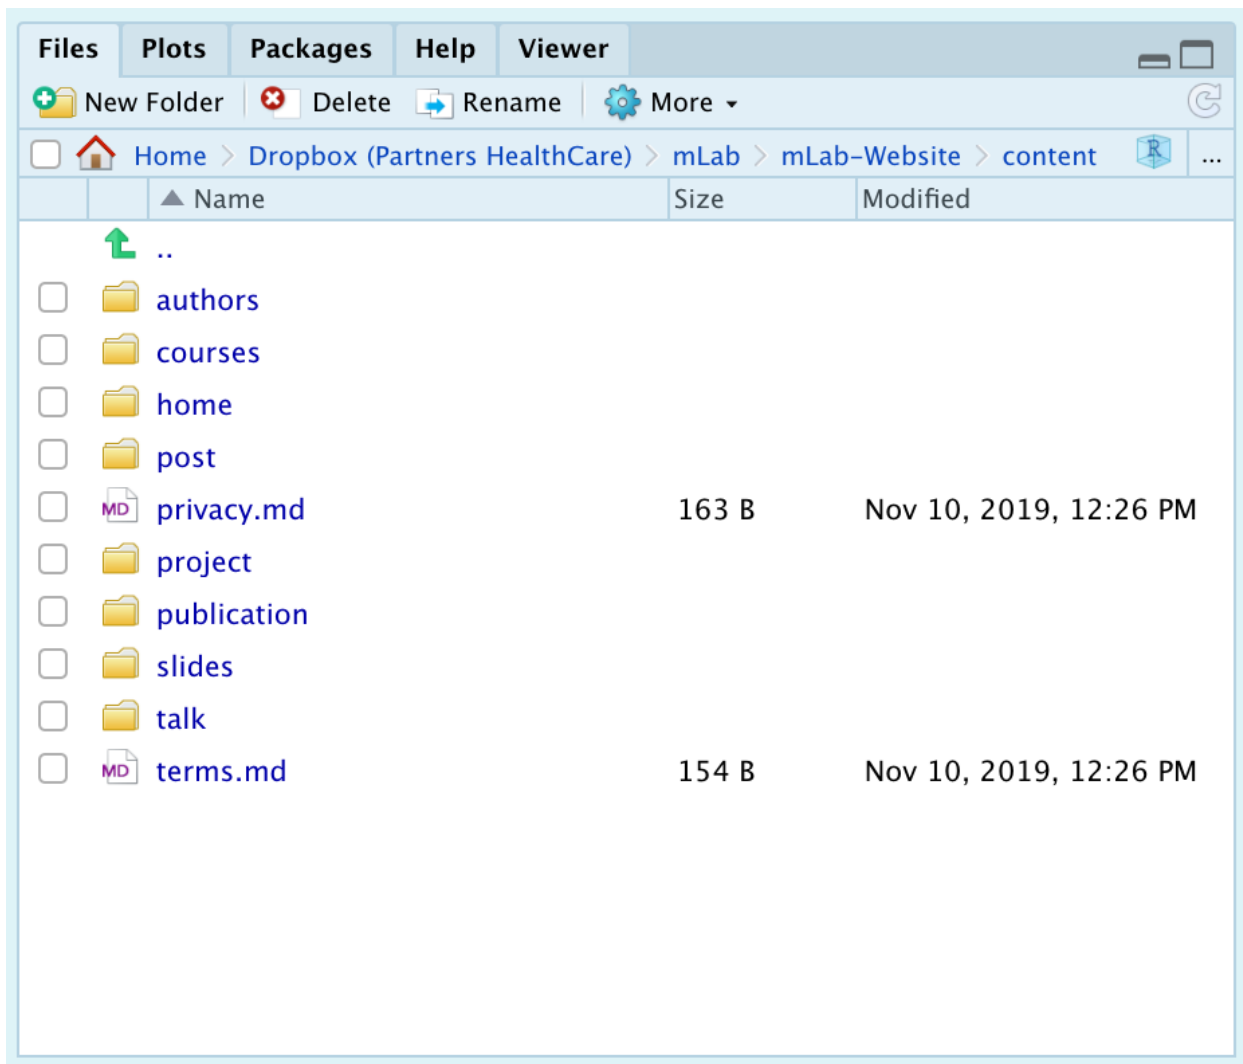 Files Plots Packages Help Viewer
New Folder Delete Rename More
Home Dropbox (Partners HealthCare) mLab mLab-Website content R ...
Name Size Modified
..
authors
courses
home
post
MD privacy.md 163 B Nov 10, 2019, 12:26 PM
project
publication
slides
talk
MD terms.md 154 B Nov 10, 2019, 12:26 PM